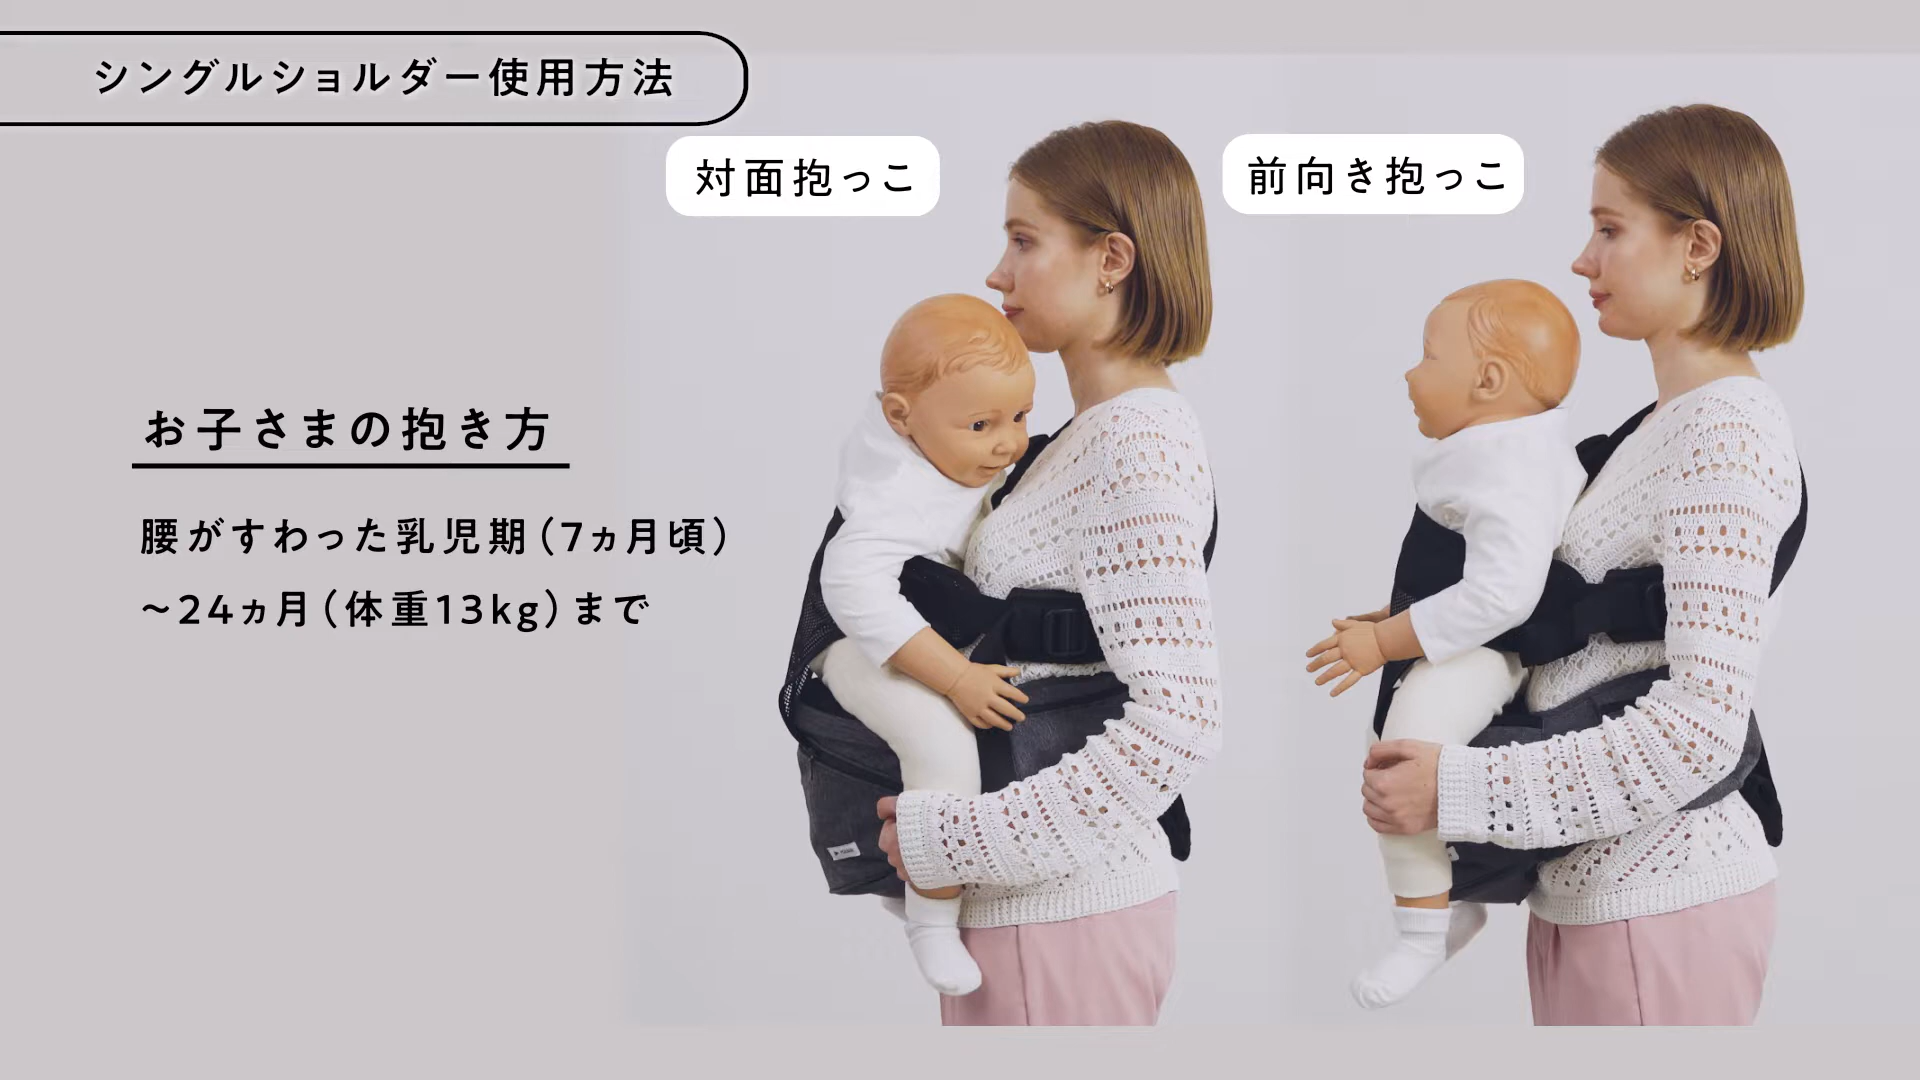 シングルショルダー使用方法
対面抱っこ
前向き抱っこ
お子さまの抱き方
腰がすわった乳児期(7ヵ月頃)
~24ヵ月(体重13kg)まで